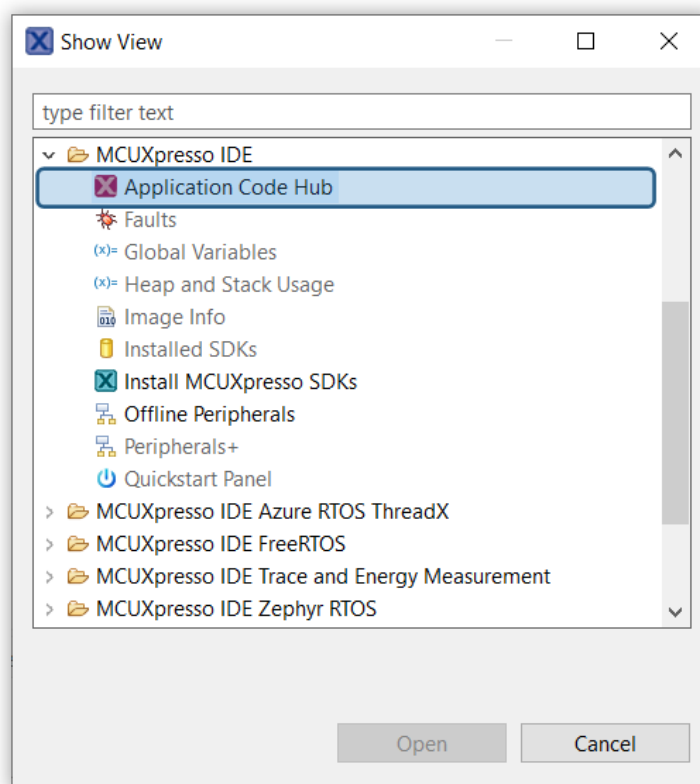 Show View
type filter text
MCUXpresso IDE
Application Code Hub
Faults
(x)= Global Variables
(x)= Heap and Stack Usage
010 Image Info
Installed SDKs
Install MCUXpresso SDKs
Offline Peripherals
Peripherals+
Quickstart Panel
MCUXpresso IDE Azure RTOS ThreadX
MCUXpresso IDE FreeRTOS
MCUXpresso IDE Trace and Energy Measurement
MCUXpresso IDE Zephyr RTOS
Open
Cancel